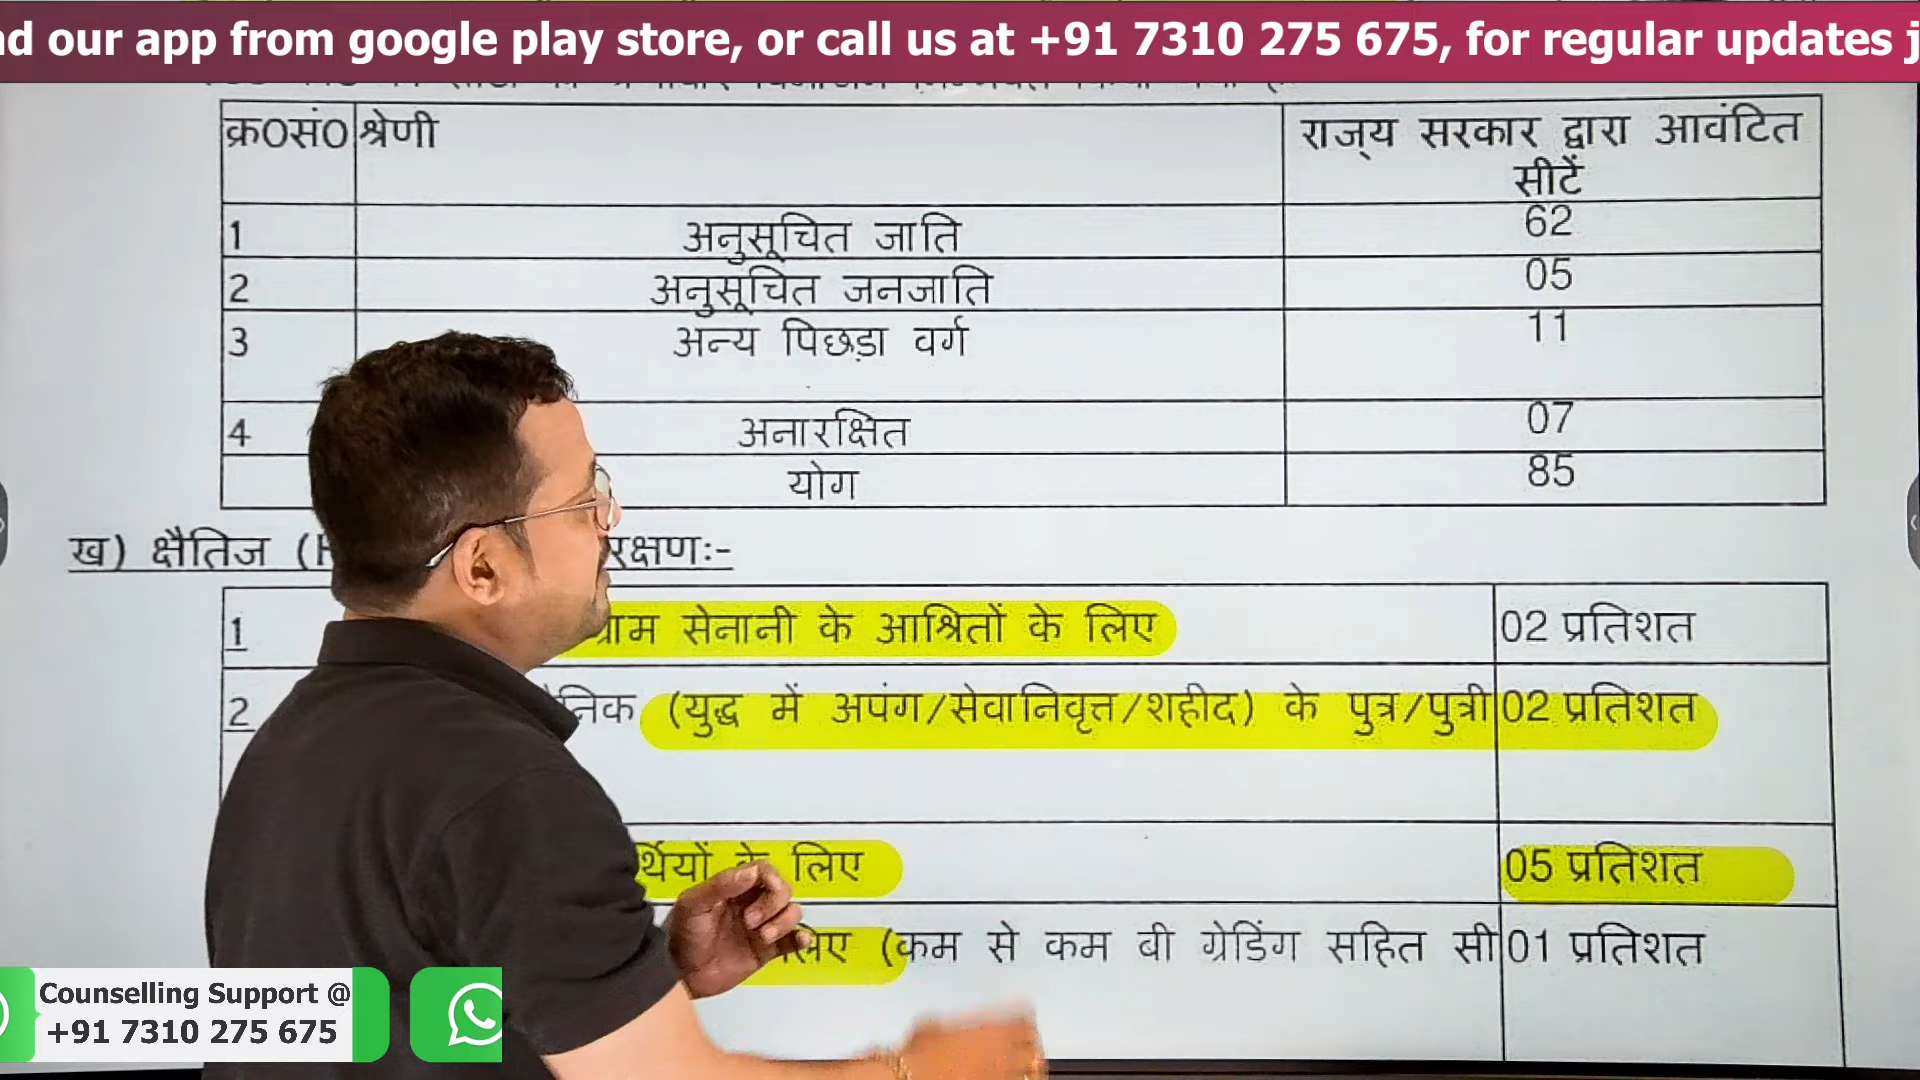 d our app from google play store, or call us at +91 7310 275 675, for regular updates j
क्र0सं0 श्रेणी राज्य सरकार द्वारा आवंटित सीटें
1 अनुसूचित जाति 62
2 अनुसूचित जनजाति 05
3 अन्य पिछड़ा वर्ग 11
4 अनारक्षित 07
योग 85
ख) क्षैतिज (H रक्षणः-
1 ग्राम सेनानी के आश्रितों के लिए 02 प्रतिशत
2 निक (युद्ध में अपंग/सेवानिवृत्त/शहीद) के पुत्र/पुत्री 02 प्रतिशत
र्थियों के लिए 05 प्रतिशत
लिए (कम से कम बी ग्रेडिंग सहित सी 01 प्रतिशत
Counselling Support @
+91 7310 275 675